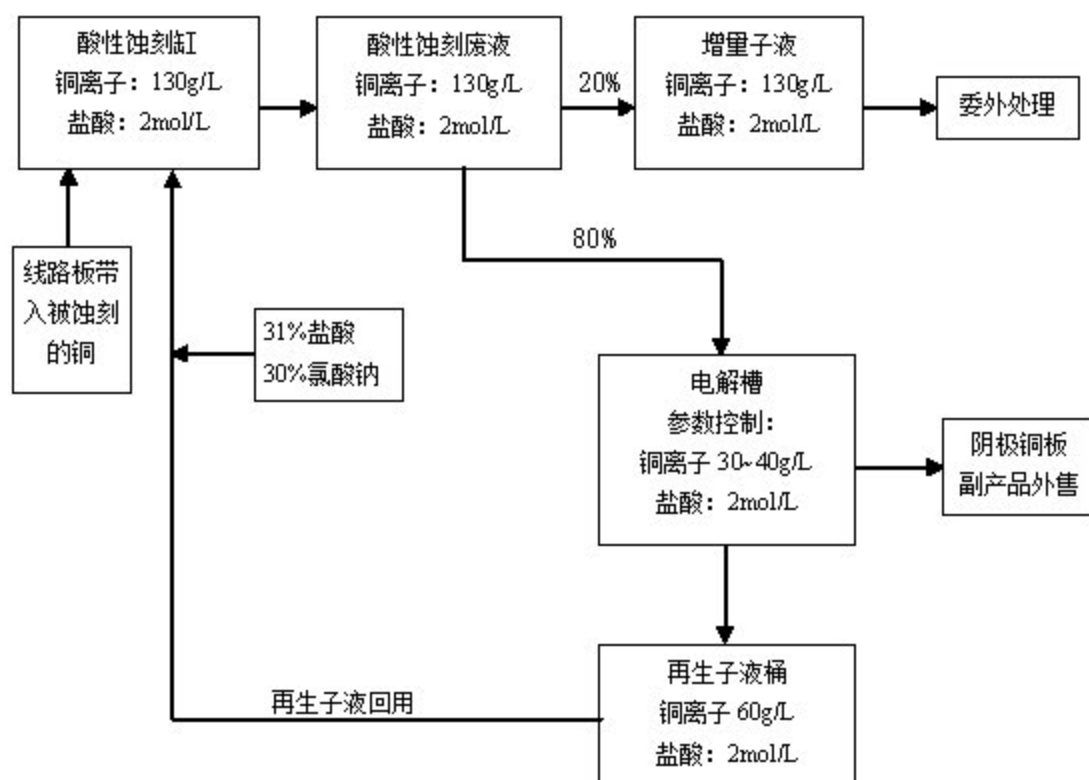 酸性蚀刻缸
铜离子：130g/L
盐酸：2mol/L
酸性蚀刻废液
铜离子：130g/L
盐酸：2mol/L
20%
增量子液
铜离子：130g/L
盐酸：2mol/L
委外处理
80%
线路板带
入被蚀刻
的铜
31%盐酸
30%氯酸钠
电解槽
参数控制：
铜离子 30~40g/L
盐酸：2mol/L
阴极铜板
副产品外售
再生子液回用
再生子液桶
铜离子 60g/L
盐酸：2mol/L